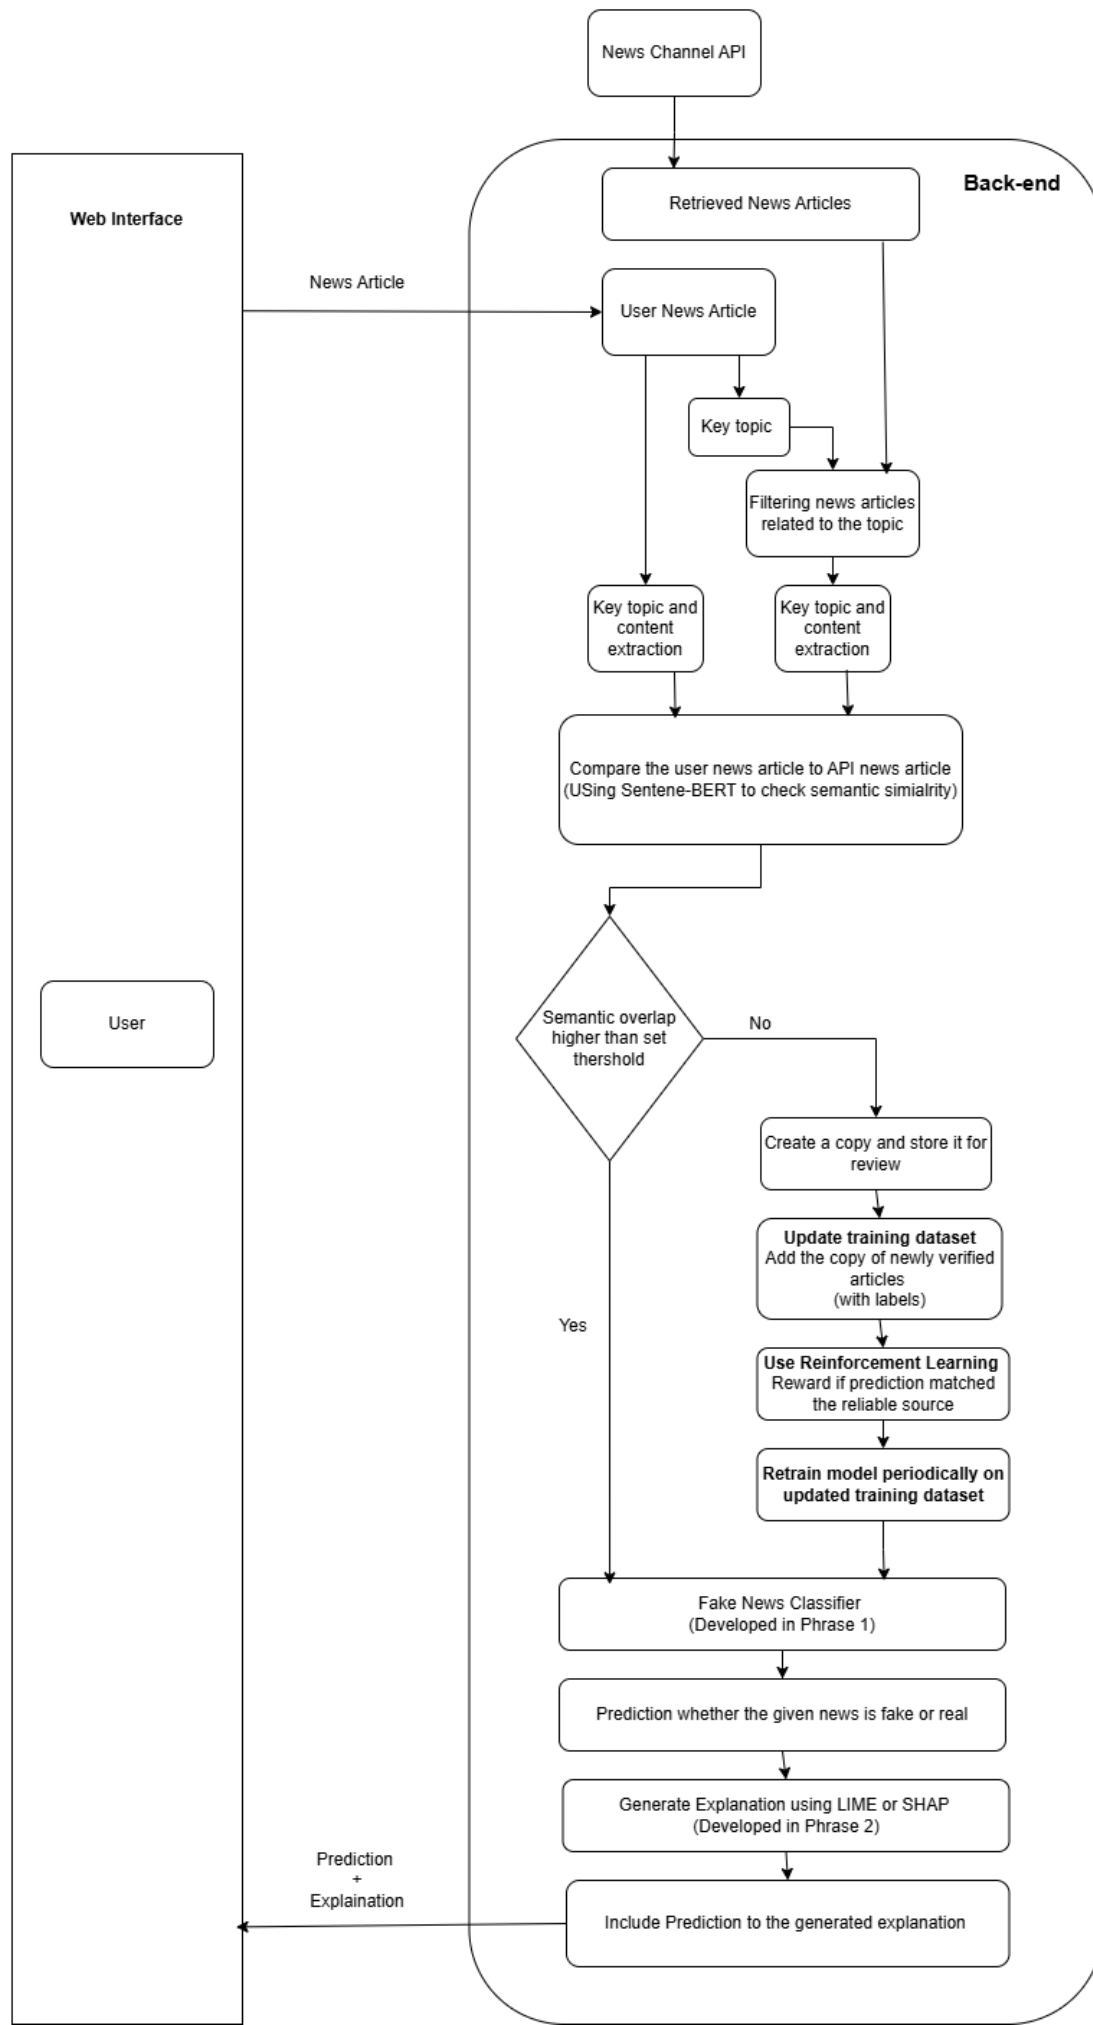 News Channel API
Back-end
Retrieved News Articles
Web Interface
News Article
User News Article
Key topic
Filtering news articles
related to the topic
Key topic and
content
extraction
Key topic and
content
extraction
Compare the user news article to API news article
(USing Sentene-BERT to check semantic simialrity)
User
Semantic overlap
higher than set
thershold
No
Create a copy and store it for
review
Update training dataset
Add the copy of newly verified
articles
(with labels)
Yes
Use Reinforcement Learning
Reward if prediction matched
the reliable source
Retrain model periodically on
updated training dataset
Fake News Classifier
(Developed in Phrase 1)
Prediction whether the given news is fake or real
Generate Explanation using LIME or SHAP
(Developed in Phrase 2)
Prediction
+
Explaination
Include Prediction to the generated explanation